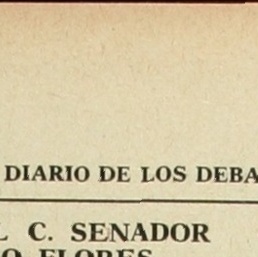 DIARIO DE LOS DEBA
L C. SENADOR
O FLORES